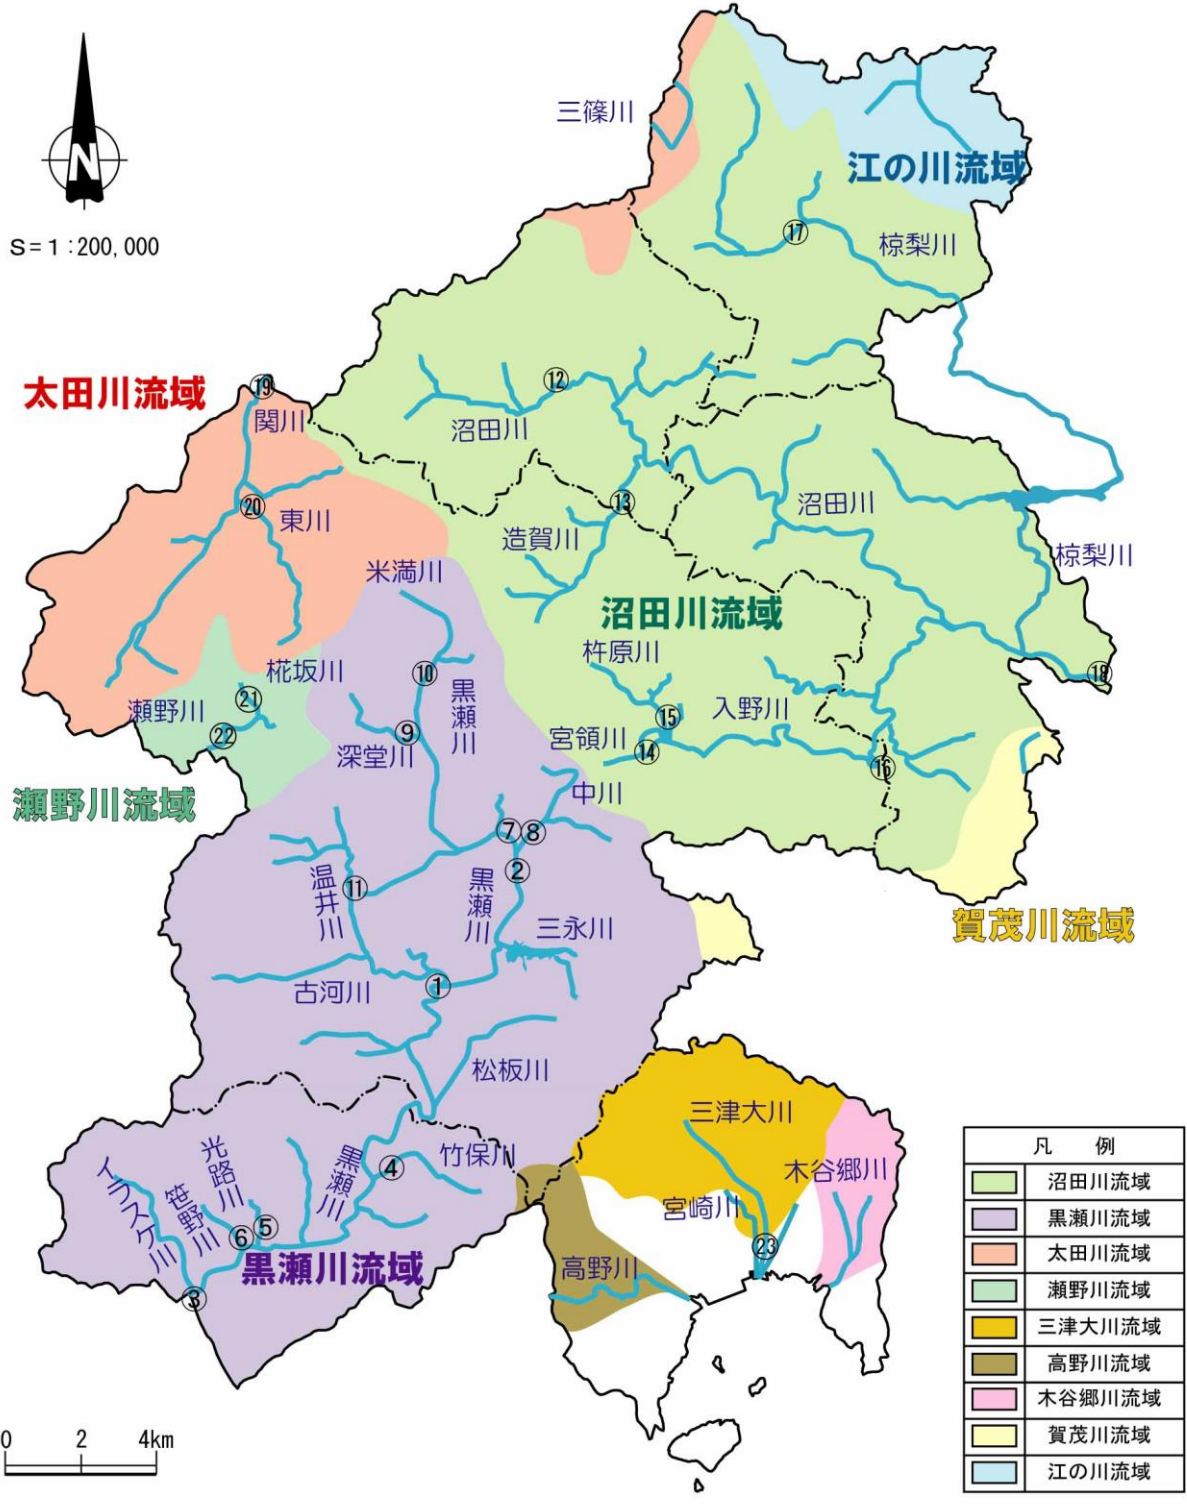 三篠川
N
江の川流域
S=1:200,000
⑰
椋梨川
太田川流域
⑲
関川
⑫
沼田川
⑳
東川
⑬
沼田川
造賀川
椋梨川
米満川
沼田川流域
杵原川
椛坂川
⑩
⑱
㉑
瀬野川
黒瀬川
⑮
入野川
㉒
⑨
宮領川
深堂川
⑭
⑯
中川
瀬野川流域
⑦
⑧
②
温井川
⑪
黒瀬川
賀茂川流域
三永川
古河川
①
松板川
三津大川
竹保川
光路川
黒瀬川
④
イラスケ川
笹野川
木谷郷川
宮崎川
⑥
⑤
㉓
黒瀬川流域
高野川
③
凡 例
沼田川流域
黒瀬川流域
太田川流域
瀬野川流域
三津大川流域
高野川流域
木谷郷川流域
賀茂川流域
江の川流域
0 2 4km